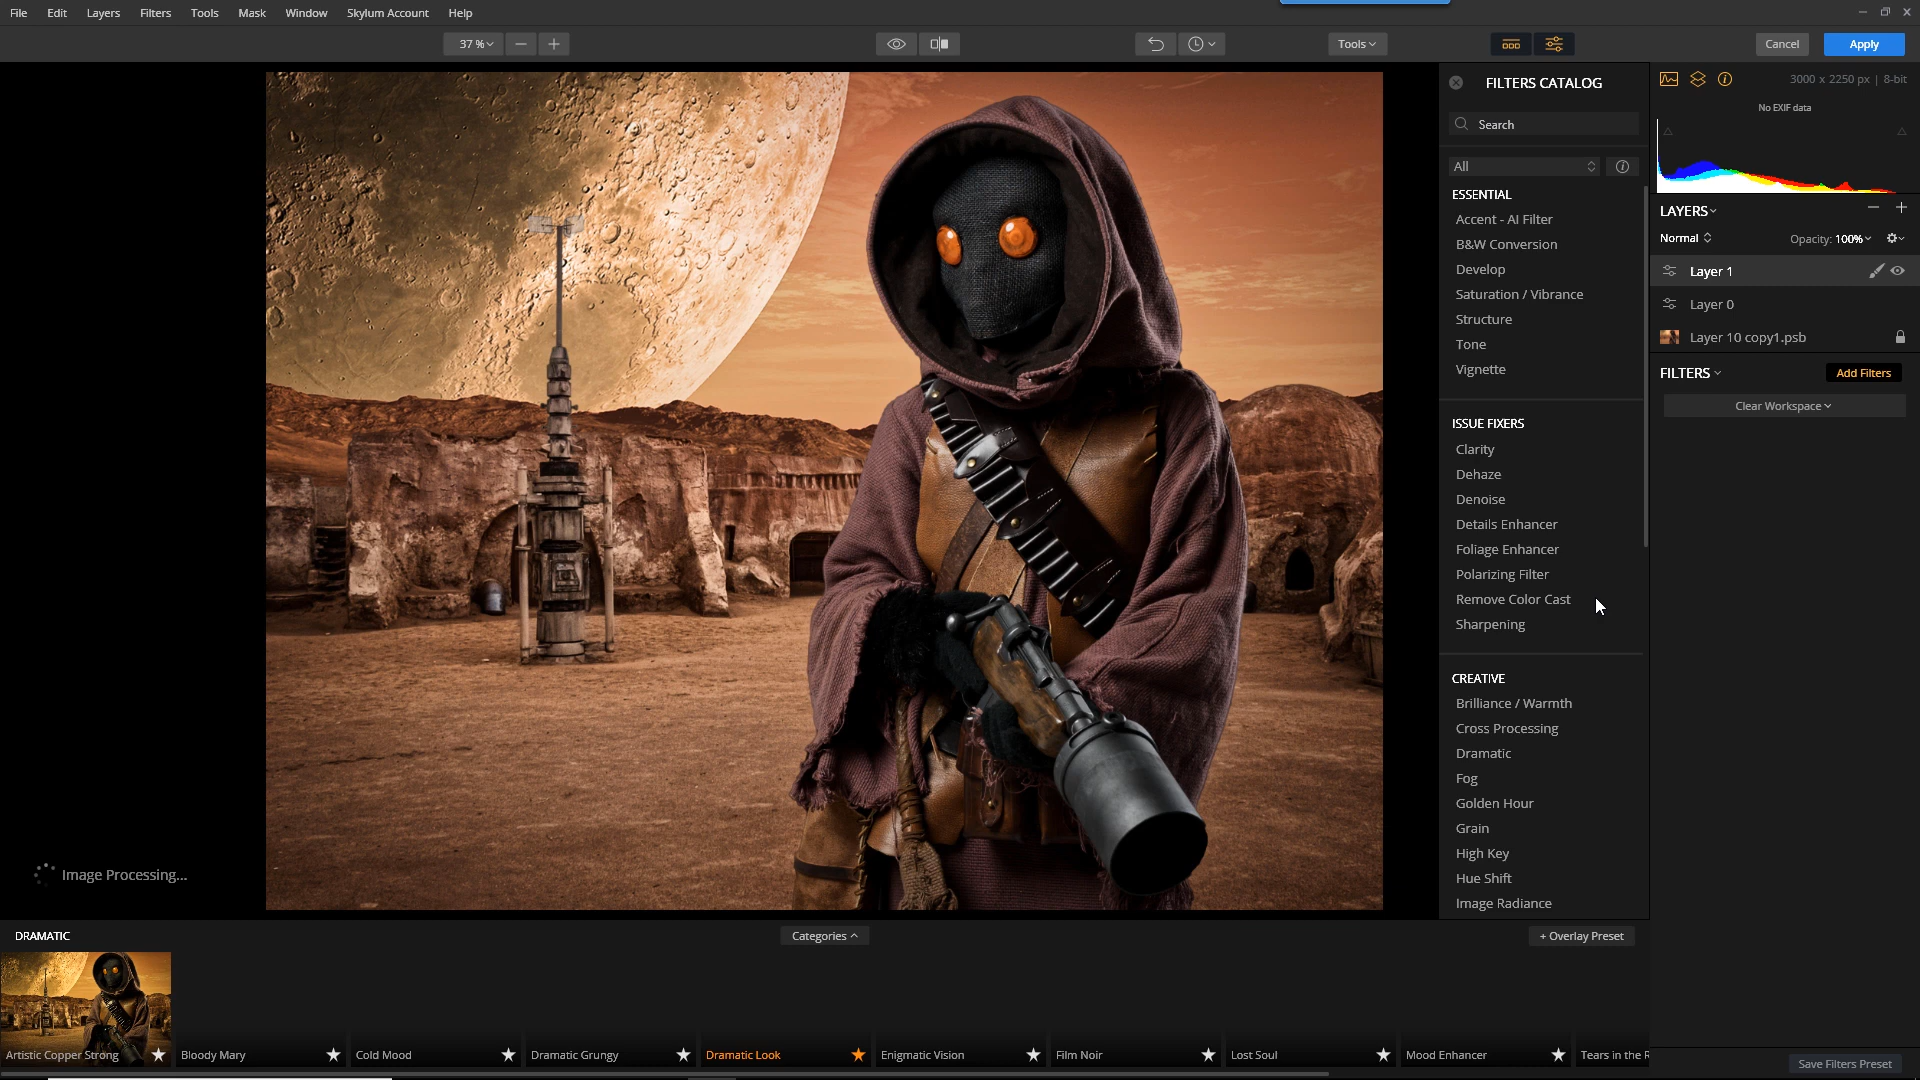 File Edit Layers Filters Tools Mask Window Skylum Account Help
37 %
Tools
Cancel Apply
FILTERS CATALOG
Search
All
ESSENTIAL
Accent - AI Filter
B&W Conversion
Develop
Saturation / Vibrance
Structure
Tone
Vignette
ISSUE FIXERS
Clarity
Dehaze
Denoise
Details Enhancer
Foliage Enhancer
Polarizing Filter
Remove Color Cast
Sharpening
CREATIVE
Brilliance / Warmth
Cross Processing
Dramatic
Fog
Golden Hour
Grain
High Key
Hue Shift
Image Radiance
3000 x 2250 px | 8-bit
No EXIF data
LAYERS
Normal Opacity: 100%
Layer 1
Layer 0
Layer 10 copy1.psb
FILTERS Add Filters
Clear Workspace
Image Processing...
DRAMATIC Categories + Overlay Preset
Artistic Copper Strong Bloody Mary Cold Mood Dramatic Grungy Dramatic Look Enigmatic Vision Film Noir Lost Soul Mood Enhancer Tears in the R
Save Filters Preset